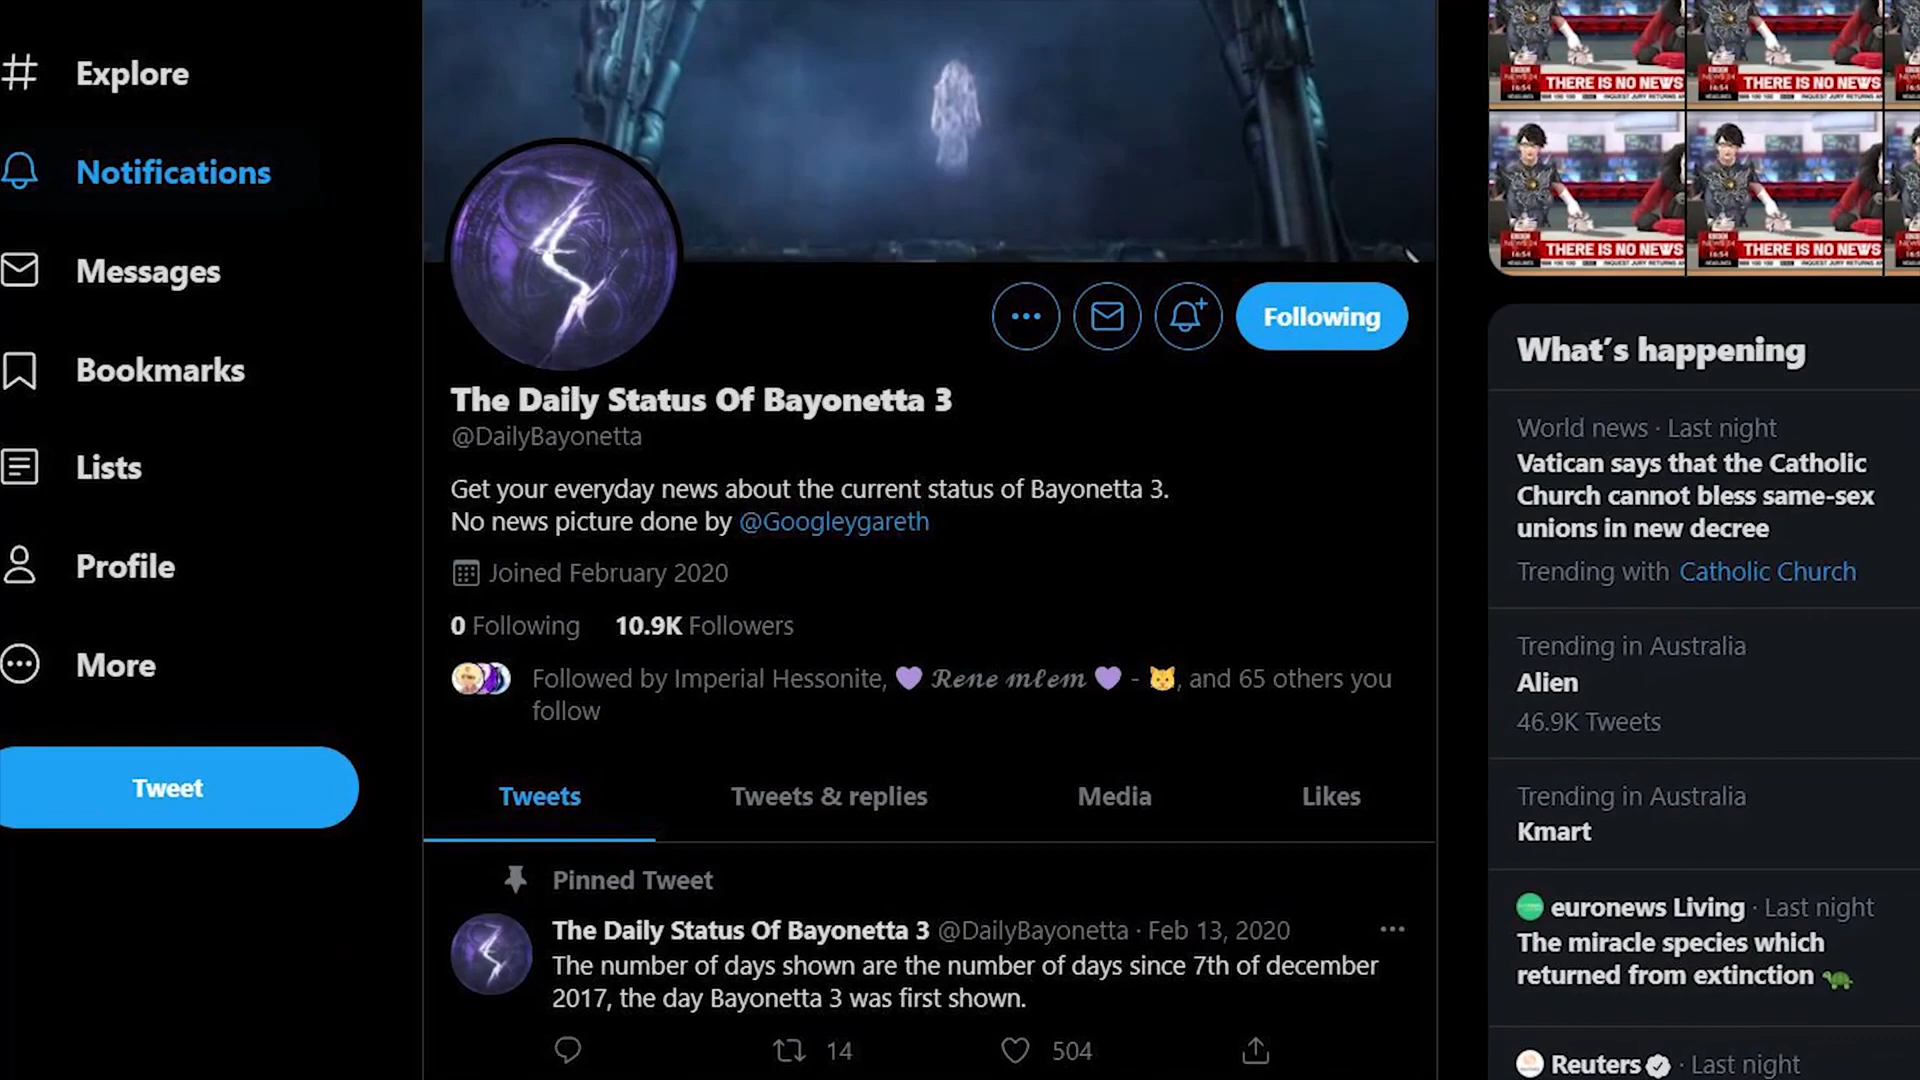 Explore
Notifications
Messages
Bookmarks
Lists
Profile
More
Tweet
Following
The Daily Status Of Bayonetta 3
@DailyBayonetta
Get your everyday news about the current status of Bayonetta 3.
No news picture done by @Googleygareth
Joined February 2020
0 Following 10.9K Followers
Followed by Imperial Hessonite, 💜 𝓡𝓮𝓷𝓮 𝓶𝓵𝓮𝓶 💜 - 🐱, and 65 others you
follow
Tweets
Tweets & replies
Media
Likes
Pinned Tweet
The Daily Status Of Bayonetta 3 @DailyBayonetta · Feb 13, 2020
The number of days shown are the number of days since 7th of december
2017, the day Bayonetta 3 was first shown.
14
504
THERE IS NO NEWS
THERE IS NO NEWS
THERE IS NO NEWS
THERE IS NO NEWS
What's happening
World news · Last night
Vatican says that the Catholic
Church cannot bless same-sex
unions in new decree
Trending with Catholic Church
Trending in Australia
Alien
46.9K Tweets
Trending in Australia
Kmart
euronews Living · Last night
The miracle species which
returned from extinction 🐢
Reuters · Last night